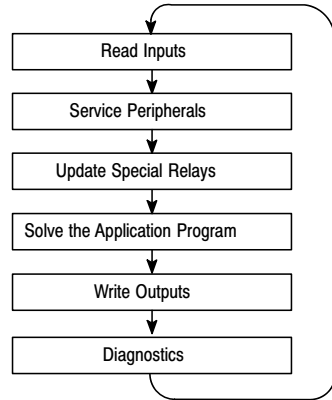 Read Inputs
Service Peripherals
Update Special Relays
Solve the Application Program
Write Outputs
Diagnostics